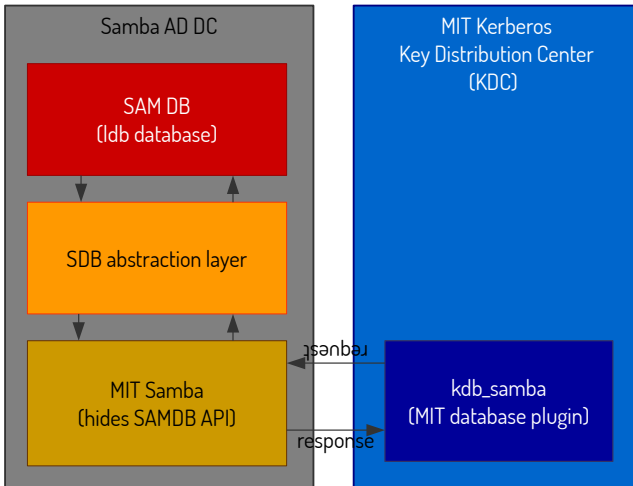 Samba AD DC
SAM DB
(ldb database)
SDB abstraction layer
MIT Samba
(hides SAMDB API)
MIT Kerberos
Key Distribution Center
(KDC)
request
kdb_samba
(MIT database plugin)
response